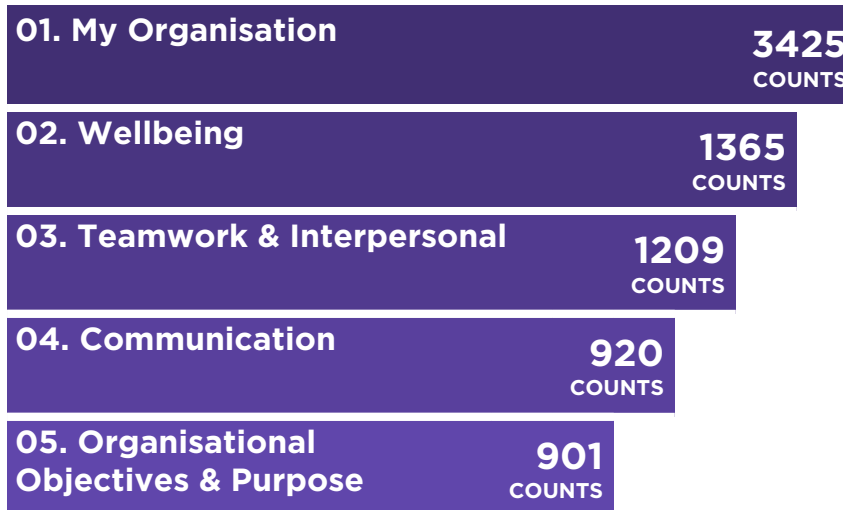 01. My Organisation
3425
COUNTS
02. Wellbeing
1365
COUNTS
03. Teamwork & Interpersonal
1209
COUNTS
04. Communication
920
COUNTS
05. Organisational
Objectives & Purpose
901
COUNTS